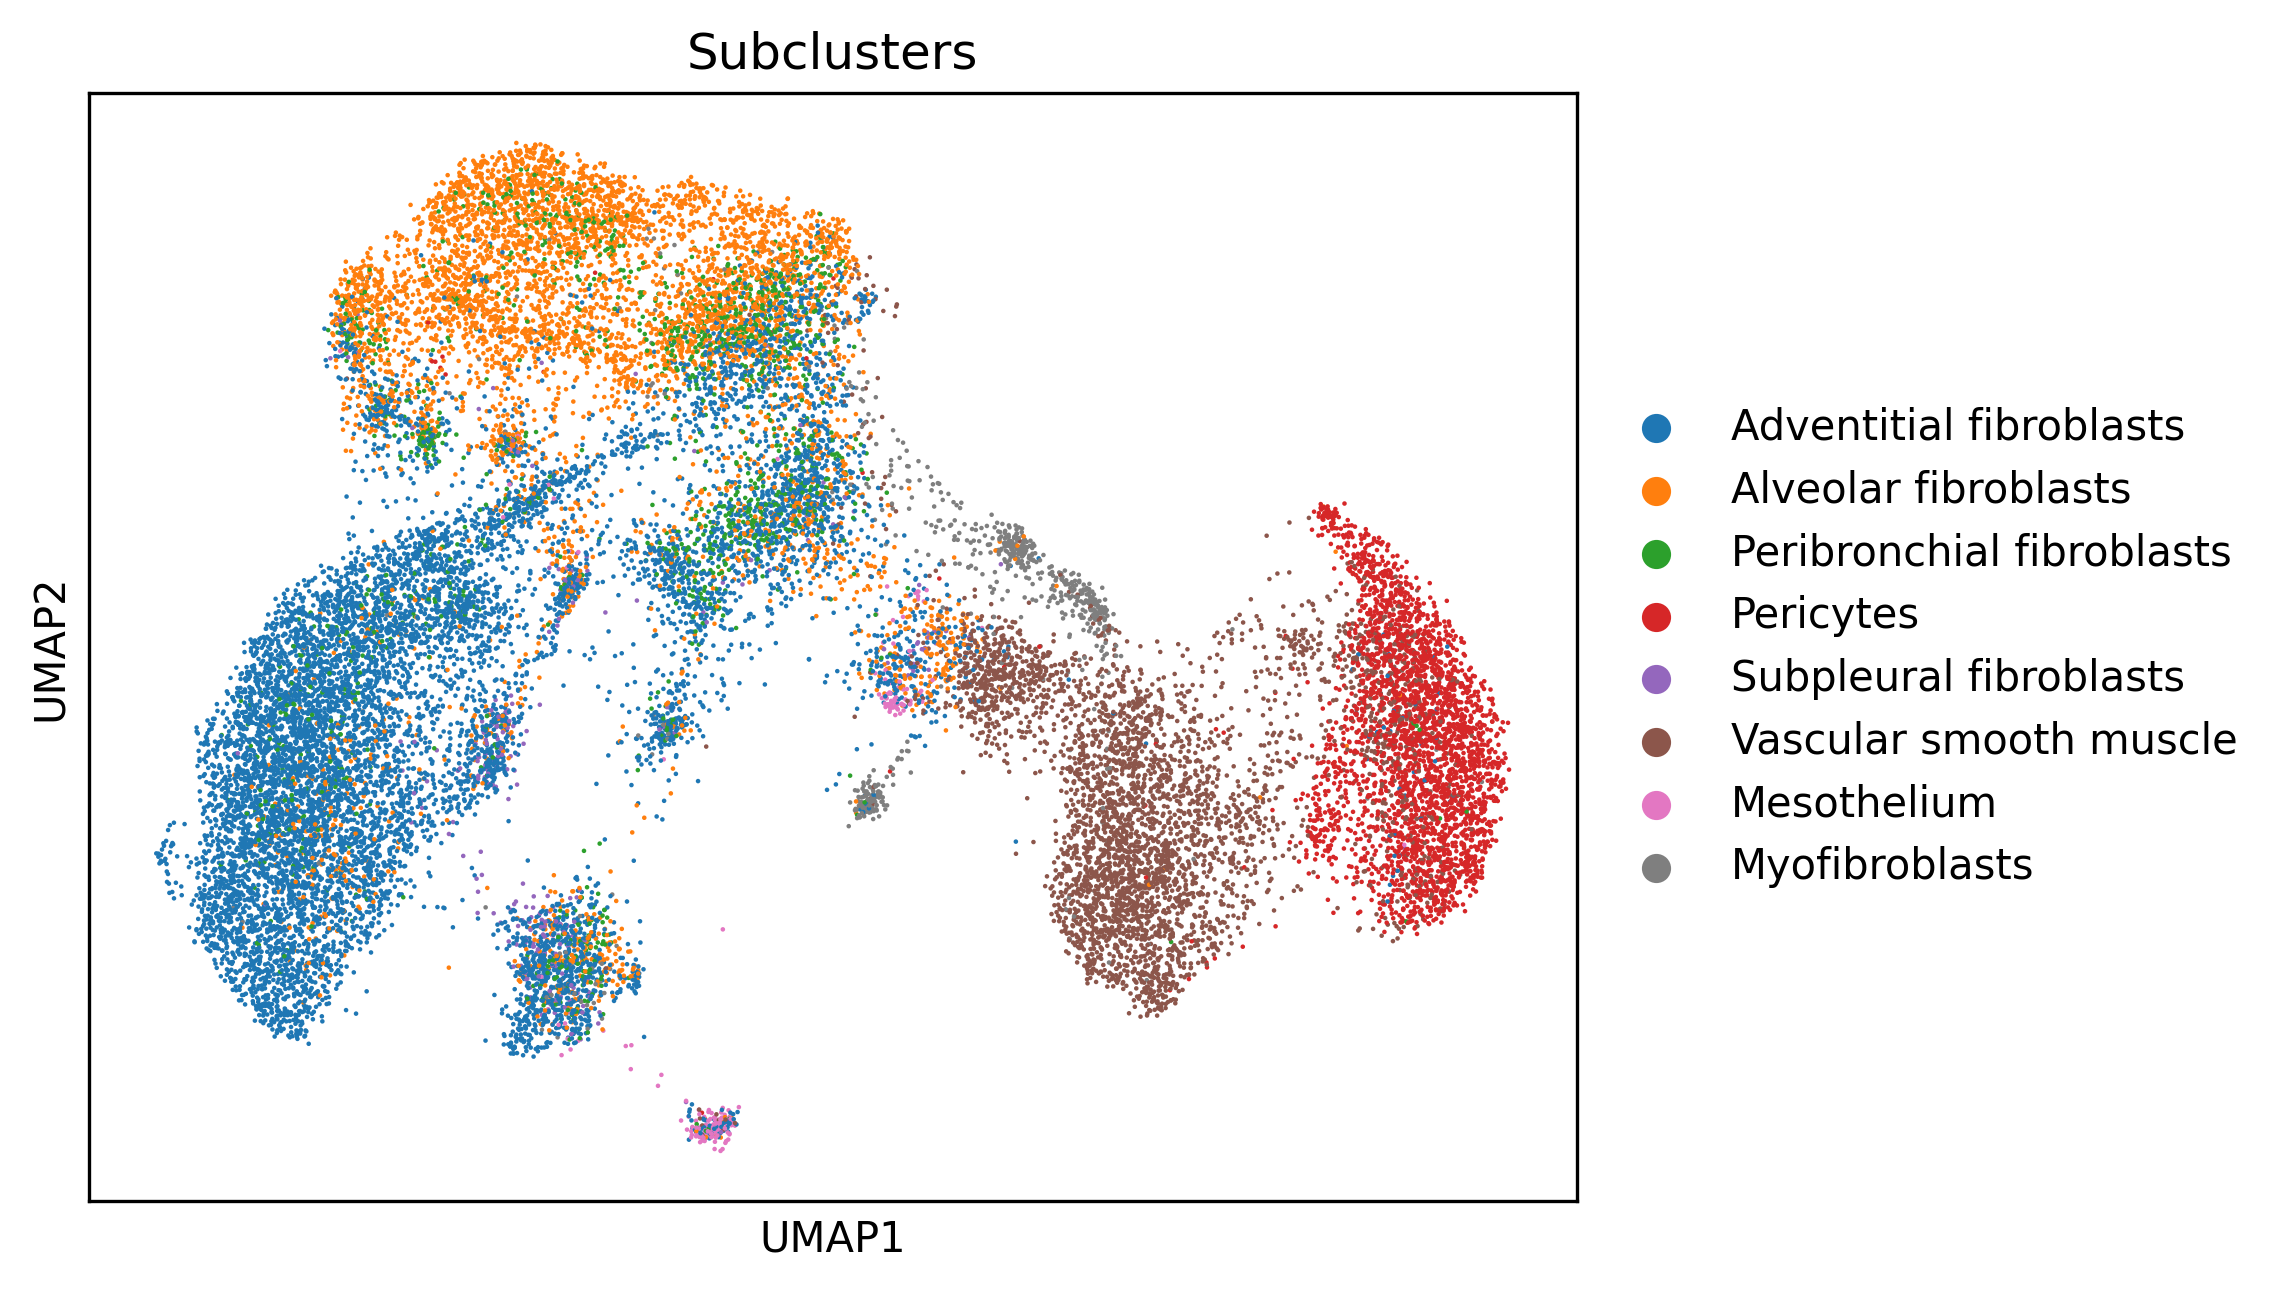 Subclusters
UMAP2
UMAP1
Adventitial fibroblasts
Alveolar fibroblasts
Peribronchial fibroblasts
Pericytes
Subpleural fibroblasts
Vascular smooth muscle
Mesothelium
Myofibroblasts